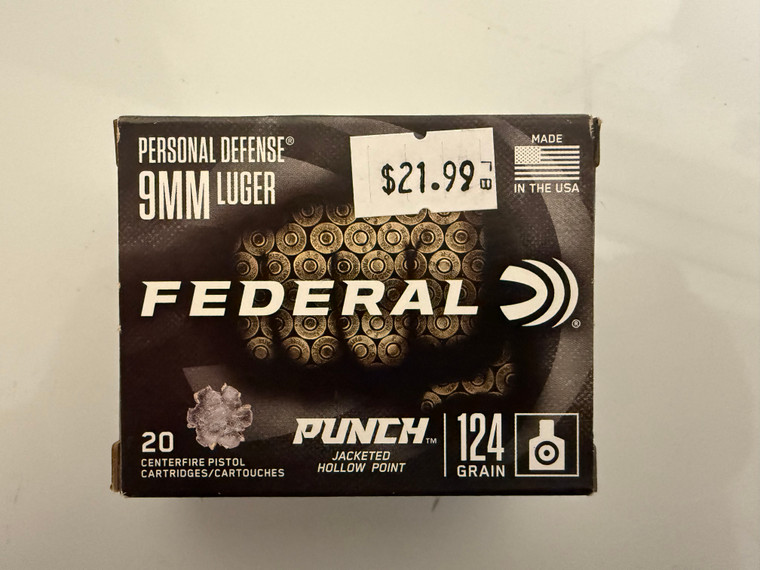 PERSONAL DEFENSE®
9MM LUGER
$21.99
LB
MADE
IN THE USA
FEDERAL®
20
CENTERFIRE PISTOL
CARTRIDGES/CARTOUCHES
PUNCH™
JACKETED
HOLLOW POINT
124
GRAIN